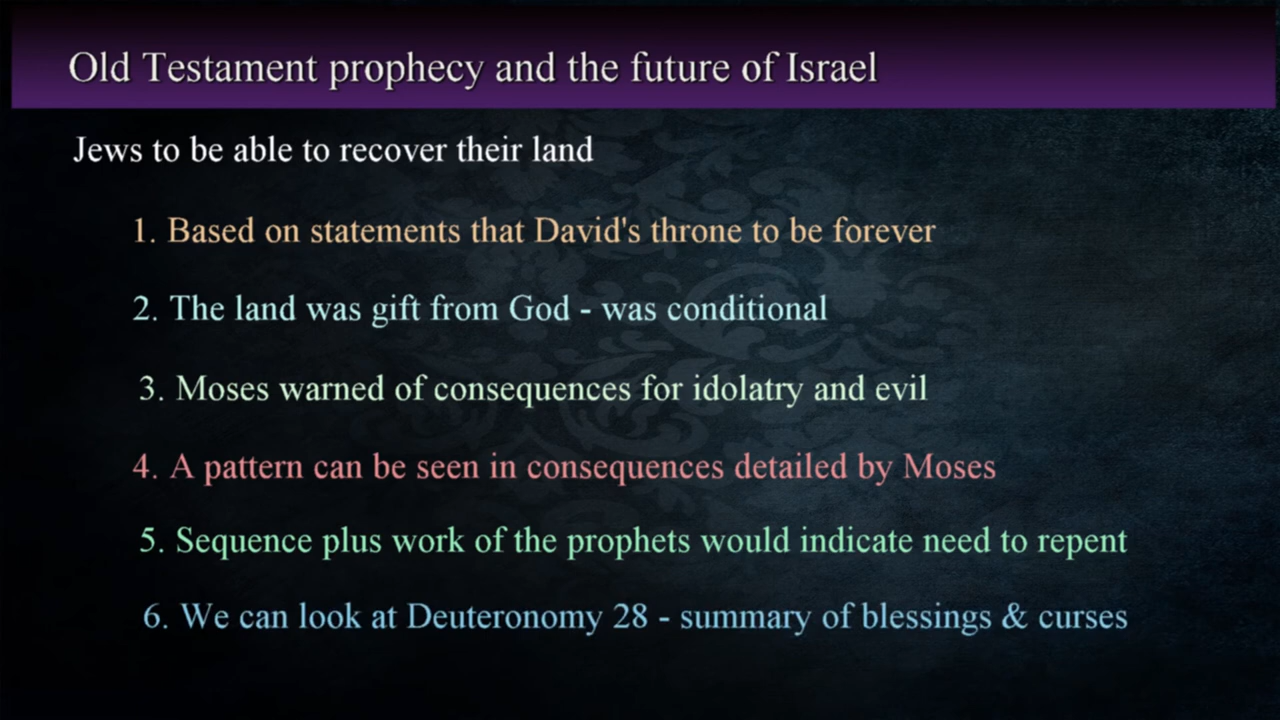 Old Testament prophecy and the future of Israel
Jews to be able to recover their land
1. Based on statements that David's throne to be forever
2. The land was gift from God - was conditional
3. Moses warned of consequences for idolatry and evil
4. A pattern can be seen in consequences detailed by Moses
5. Sequence plus work of the prophets would indicate need to repent
6. We can look at Deuteronomy 28 - summary of blessings & curses